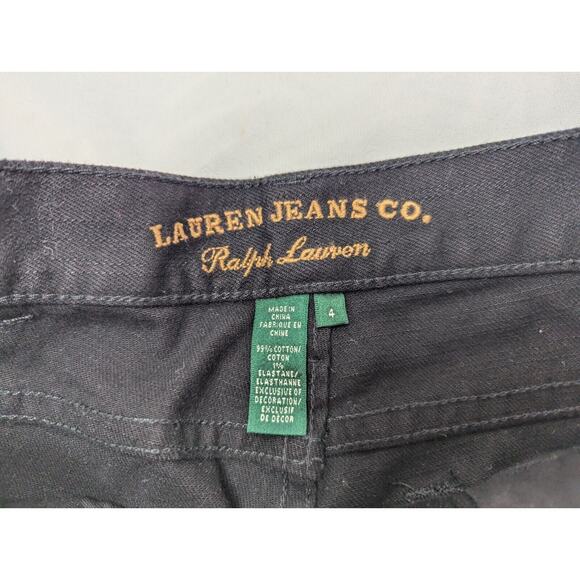 LAUREN JEANS CO.
Ralph Lauren
MADE IN
CHINA
FABRIQUE EN
CHINE
99% COTTON/
COTON
1%
ELASTANE/
ELASTHANNE
EXCLUSIVE OF
DECORATION/
EXCLUSIF
DE DECOR
4